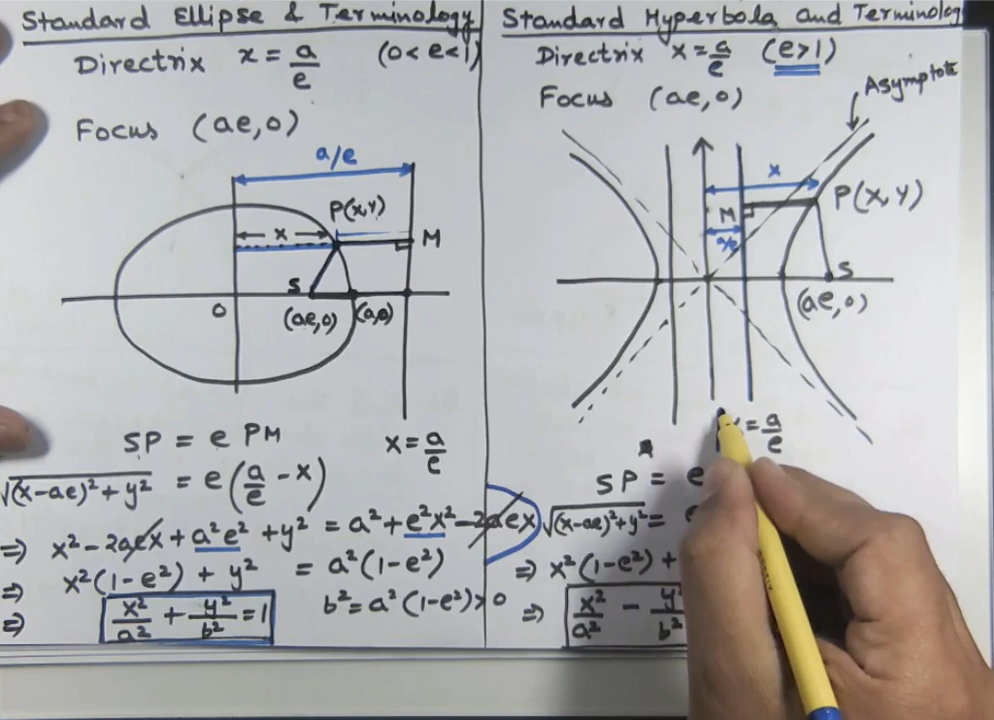 Standard Ellipse & Terminology
Directrix x = a/e (0 < e < 1)
Focus (ae, 0)
a/e
P(x, y)
x
M
S
O
(ae, 0) (a, 0)
SP = e PM
x = a/e
√(x-ae)² + y² = e(a/e - x)
⇒ x² - 2aex + a²e² + y² = a² + e²x² - 2aex
⇒ x²(1-e²) + y² = a²(1-e²)
⇒ x²/a² + y²/b² = 1
b² = a²(1-e²) > 0
Standard Hyperbola and Terminolog
Directrix x = a/e (e > 1)
Focus (ae, 0)
Asymptote
x
M
P(x, y)
a/e
S
(ae, 0)
= a/e
SP = e
√(x-ae)² + y² =
⇒ x²(1-e²) +
⇒ x²/a² - y²/b²